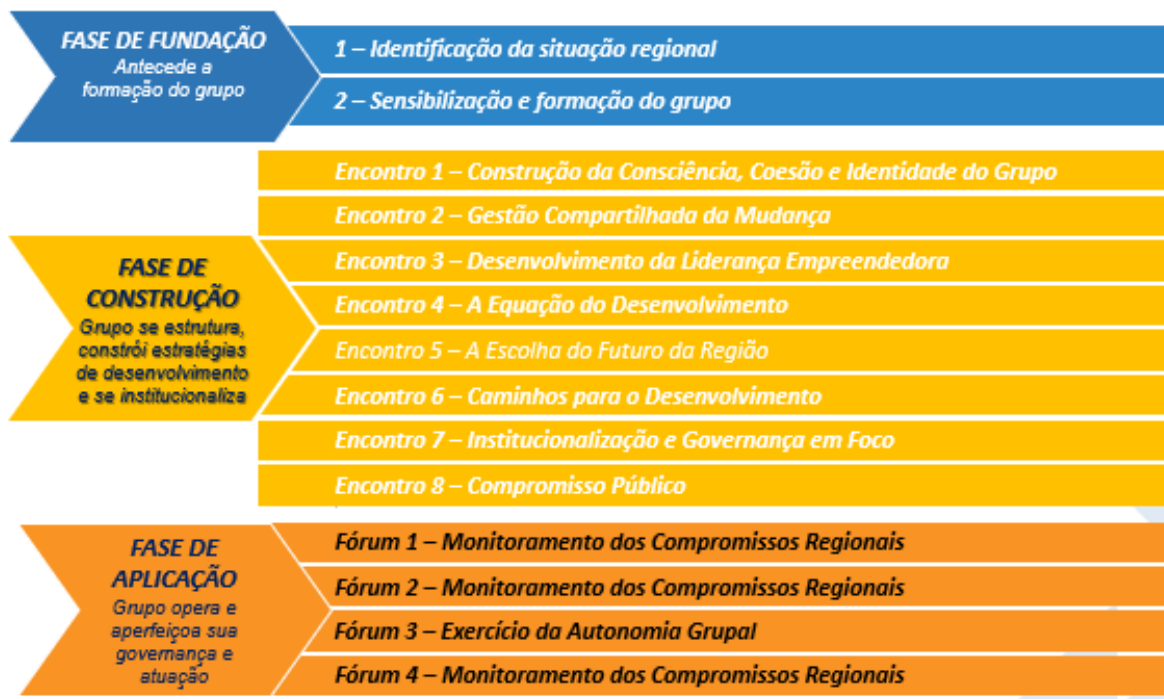 FASE DE FUNDAÇÃO
Antecede a
formação do grupo
1 – Identificação da situação regional
2 – Sensibilização e formação do grupo
FASE DE
CONSTRUÇÃO
Grupo se estrutura,
constrói estratégias
de desenvolvimento
e se institucionaliza
Encontro 1 – Construção da Consciência, Coesão e Identidade do Grupo
Encontro 2 – Gestão Compartilhada da Mudança
Encontro 3 – Desenvolvimento da Liderança Empreendedora
Encontro 4 – A Equação do Desenvolvimento
Encontro 5 – A Escolha do Futuro da Região
Encontro 6 – Caminhos para o Desenvolvimento
Encontro 7 – Institucionalização e Governança em Foco
Encontro 8 – Compromisso Público
FASE DE
APLICAÇÃO
Grupo opera e
aperfeiçoa sua
governança e
atuação
Fórum 1 – Monitoramento dos Compromissos Regionais
Fórum 2 – Monitoramento dos Compromissos Regionais
Fórum 3 – Exercício da Autonomia Grupal
Fórum 4 – Monitoramento dos Compromissos Regionais